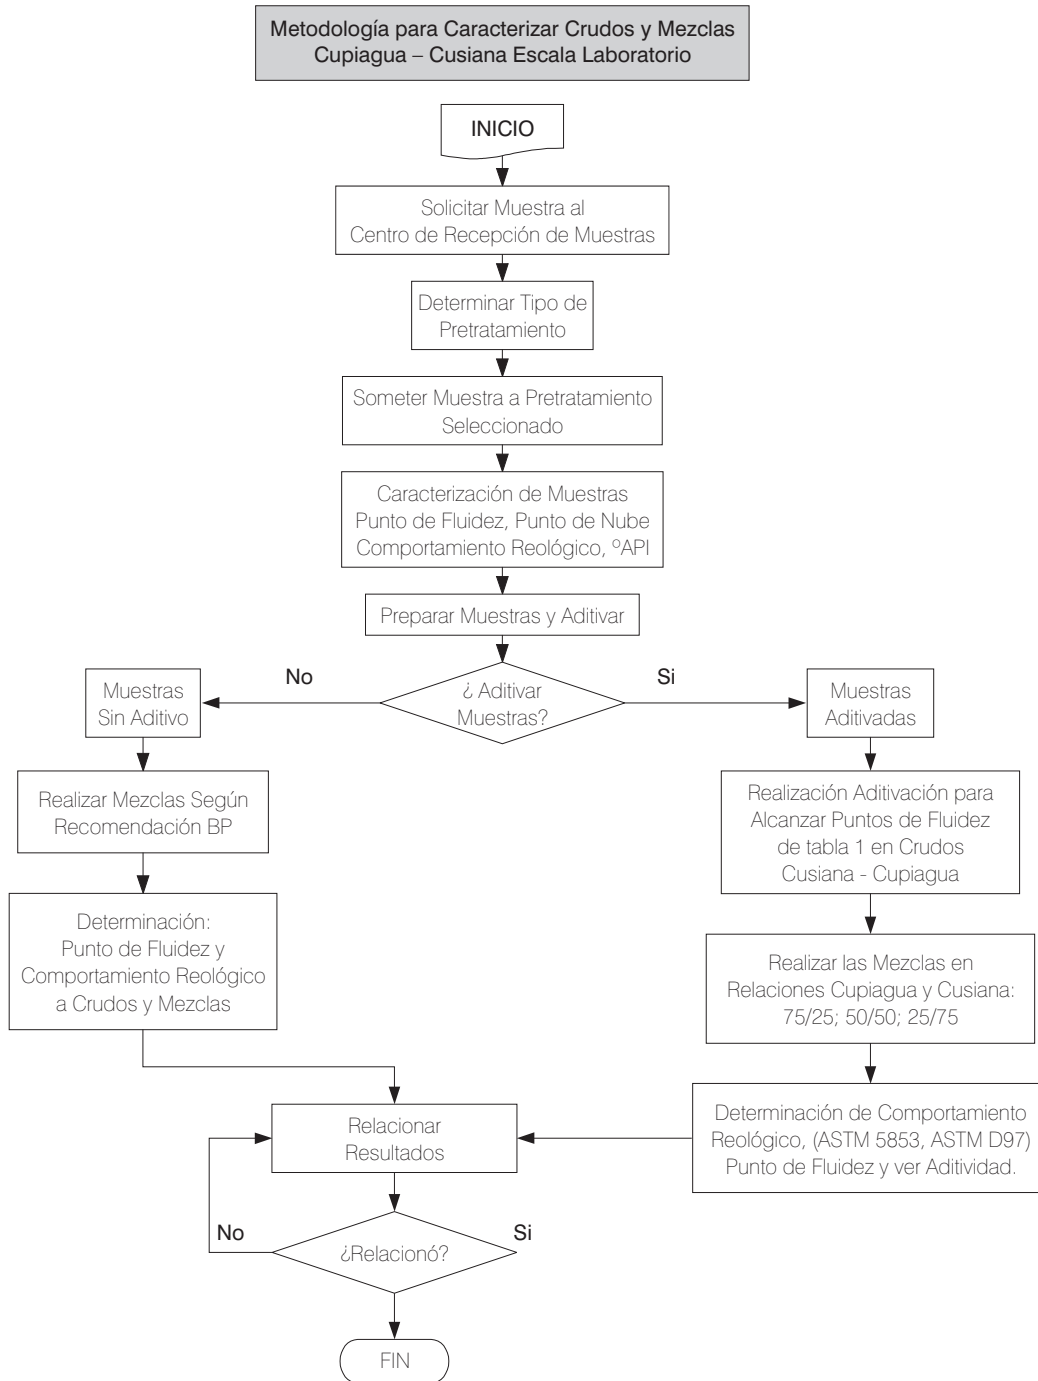 Metodología para Caracterizar Crudos y Mezclas
Cupiagua – Cusiana Escala Laboratorio
INICIO
Solicitar Muestra al
Centro de Recepción de Muestras
Determinar Tipo de
Pretratamiento
Someter Muestra a Pretratamiento
Seleccionado
Caracterización de Muestras
Punto de Fluidez, Punto de Nube
Comportamiento Reológico, ºAPI
Preparar Muestras y Aditivar
¿ Aditivar
Muestras?
No
Si
Muestras
Sin Aditivo
Realizar Mezclas Según
Recomendación BP
Determinación:
Punto de Fluidez y
Comportamiento Reológico
a Crudos y Mezclas
Muestras
Aditivadas
Realización Aditivación para
Alcanzar Puntos de Fluidez
de tabla 1 en Crudos
Cusiana - Cupiagua
Realizar las Mezclas en
Relaciones Cupiagua y Cusiana:
75/25; 50/50; 25/75
Determinación de Comportamiento
Reológico, (ASTM 5853, ASTM D97)
Punto de Fluidez y ver Aditividad.
Relacionar
Resultados
No
Si
¿Relacionó?
FIN